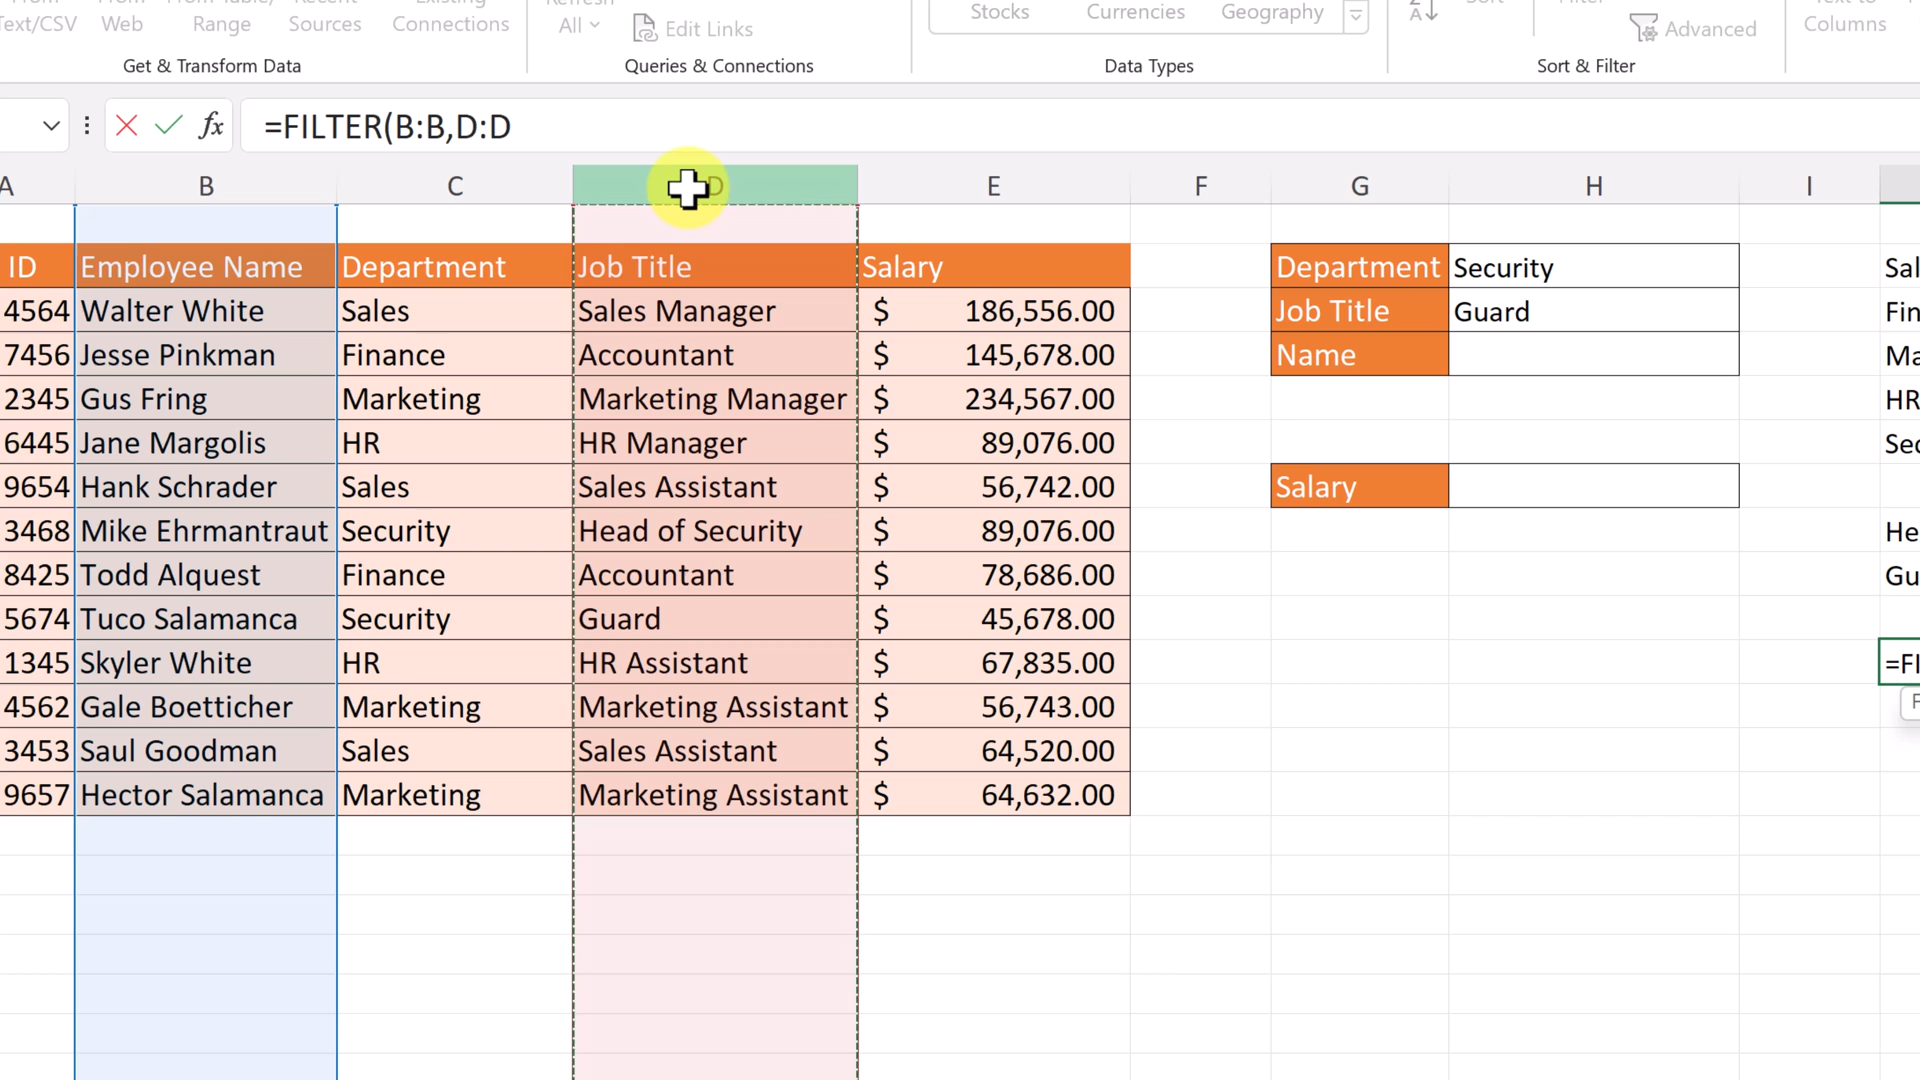 Text/CSV Web Range Sources Connections All Edit Links Stocks Currencies Geography Advanced Columns
Get & Transform Data Queries & Connections Data Types Sort & Filter
fx =FILTER(B:B,D:D
A B C D E F G H I
ID Employee Name Department Job Title Salary Department Security
4564 Walter White Sales Sales Manager $ 186,556.00 Job Title Guard
7456 Jesse Pinkman Finance Accountant $ 145,678.00 Name
2345 Gus Fring Marketing Marketing Manager $ 234,567.00 HR
6445 Jane Margolis HR HR Manager $ 89,076.00
9654 Hank Schrader Sales Sales Assistant $ 56,742.00 Salary
3468 Mike Ehrmantraut Security Head of Security $ 89,076.00
8425 Todd Alquest Finance Accountant $ 78,686.00
5674 Tuco Salamanca Security Guard $ 45,678.00
1345 Skyler White HR HR Assistant $ 67,835.00
4562 Gale Boetticher Marketing Marketing Assistant $ 56,743.00
3453 Saul Goodman Sales Sales Assistant $ 64,520.00
9657 Hector Salamanca Marketing Marketing Assistant $ 64,632.00